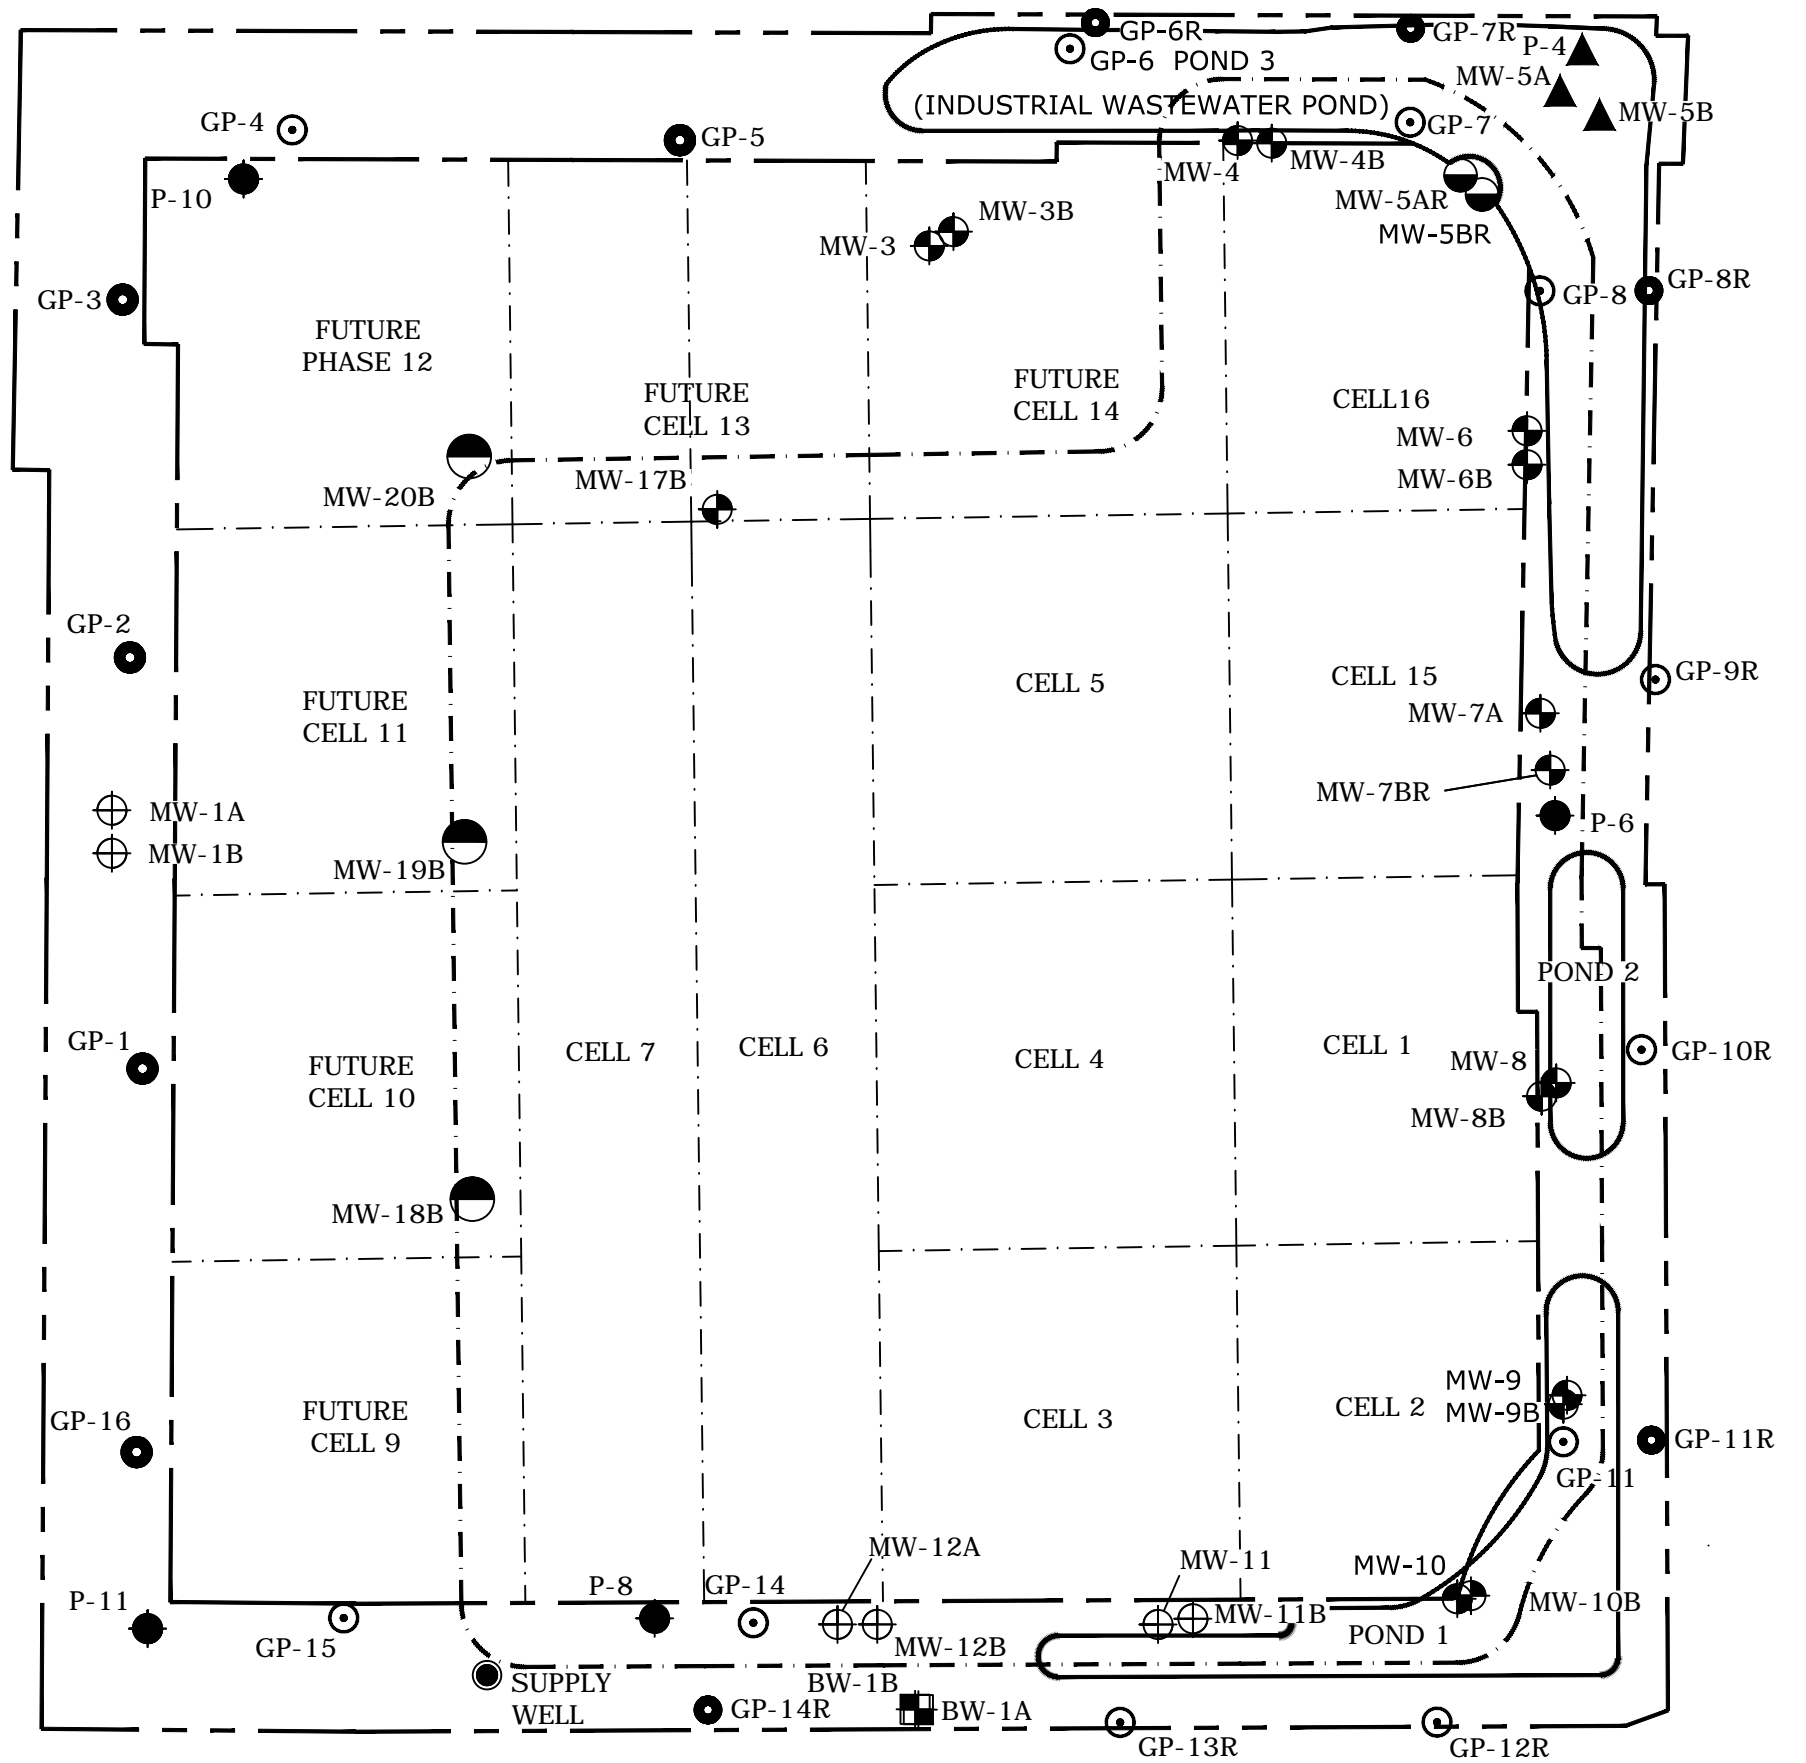 GP-6R
GP-7R
P-4
GP-6 POND 3
MW-5A
(INDUSTRIAL WASTEWATER POND)
MW-5B
GP-4
GP-7
GP-5
MW-4
MW-4B
P-10
MW-5AR
MW-3B
MW-3
MW-5BR
GP-3
GP-8
GP-8R
FUTURE
PHASE 12
FUTURE
CELL 13
FUTURE
CELL 14
CELL16
MW-6
MW-6B
MW-17B
MW-20B
GP-2
CELL 5
CELL 15
GP-9R
FUTURE
CELL 11
MW-7A
MW-7BR
MW-1A
P-6
MW-1B
MW-19B
POND 2
GP-1
FUTURE
CELL 10
CELL 7
CELL 6
CELL 4
CELL 1
MW-8
GP-10R
MW-8B
MW-18B
GP-16
FUTURE
CELL 9
CELL 3
CELL 2
MW-9
MW-9B
GP-11R
GP-11
MW-12A
MW-11
MW-10
P-11
P-8
GP-14
MW-10B
GP-15
MW-11B
POND 1
MW-12B
SUPPLY
WELL
BW-1B
GP-14R
BW-1A
GP-13R
GP-12R